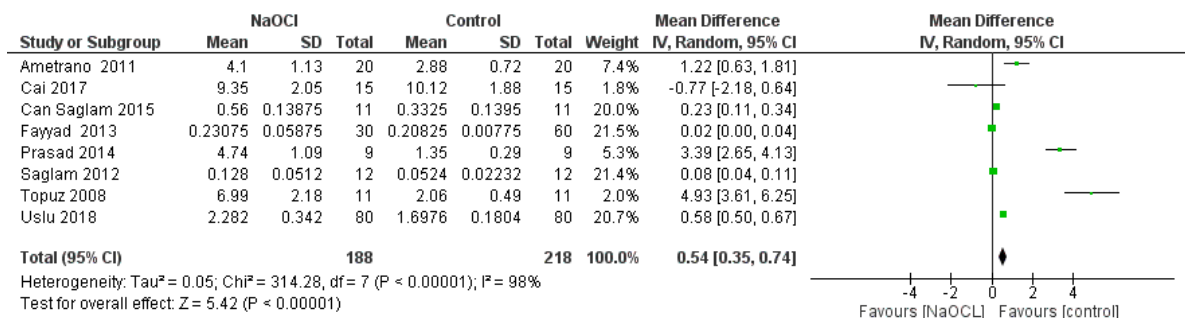 NaOCl Control Mean Difference Mean Difference
Study or Subgroup Mean SD Total Mean SD Total Weight IV, Random, 95% CI IV, Random, 95% CI
Ametrano 2011 4.1 1.13 20 2.88 0.72 20 7.4% 1.22 [0.63, 1.81]
Cai 2017 9.35 2.05 15 10.12 1.88 15 1.8% -0.77 [-2.18, 0.64]
Can Saglam 2015 0.56 0.13875 11 0.3325 0.1395 11 20.0% 0.23 [0.11, 0.34]
Fayyad 2013 0.23075 0.05875 30 0.20825 0.00775 60 21.5% 0.02 [0.00, 0.04]
Prasad 2014 4.74 1.09 9 1.35 0.29 9 5.3% 3.39 [2.65, 4.13]
Saglam 2012 0.128 0.0512 12 0.0524 0.02232 12 21.4% 0.08 [0.04, 0.11]
Topuz 2008 6.99 2.18 11 2.06 0.49 11 2.0% 4.93 [3.61, 6.25]
Uslu 2018 2.282 0.342 80 1.6976 0.1804 80 20.7% 0.58 [0.50, 0.67]
Total (95% CI) 188 218 100.0% 0.54 [0.35, 0.74]
Heterogeneity: Tau² = 0.05; Chi² = 314.28, df = 7 (P < 0.00001); I² = 98%
Test for overall effect: Z = 5.42 (P < 0.00001)
-4 -2 0 2 4
Favours [NaOCL] Favours [control]